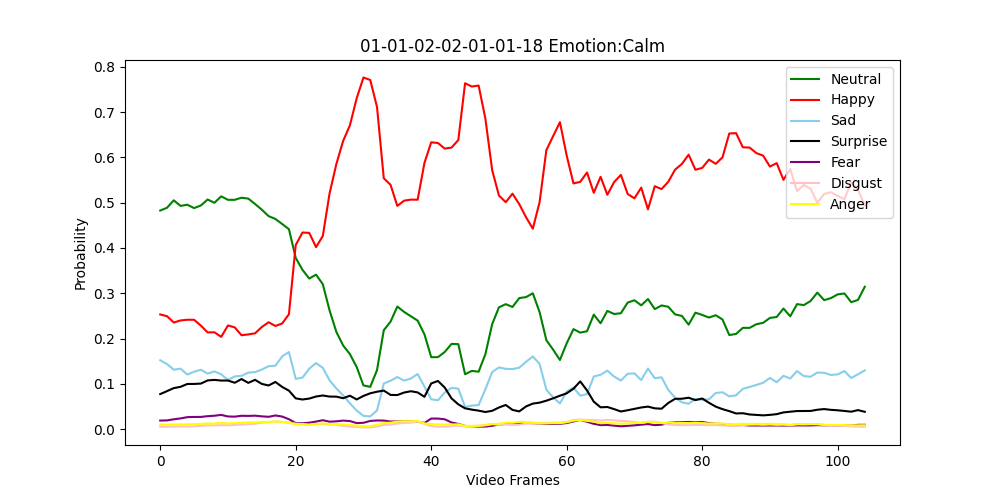 01-01-02-02-01-01-18 Emotion:Calm
Probability
0.8
0.7
0.6
0.5
0.4
0.3
0.2
0.1
0.0
Neutral
Happy
Sad
Surprise
Fear
Disgust
Anger
0 20 40 60 80 100
Video Frames